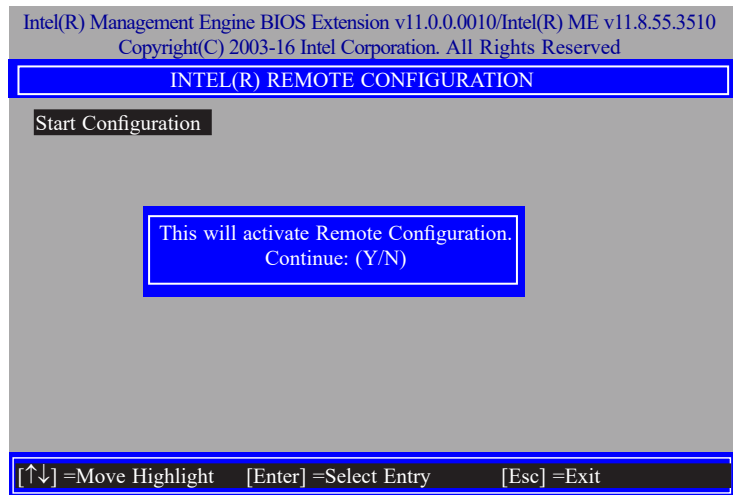 Intel(R) Management Engine BIOS Extension v11.0.0.0010/Intel(R) ME v11.8.55.3510
Copyright(C) 2003-16 Intel Corporation. All Rights Reserved
INTEL(R) REMOTE CONFIGURATION
Start Configuration
This will activate Remote Configuration.
Continue: (Y/N)
[↑↓] =Move Highlight [Enter] =Select Entry [Esc] =Exit